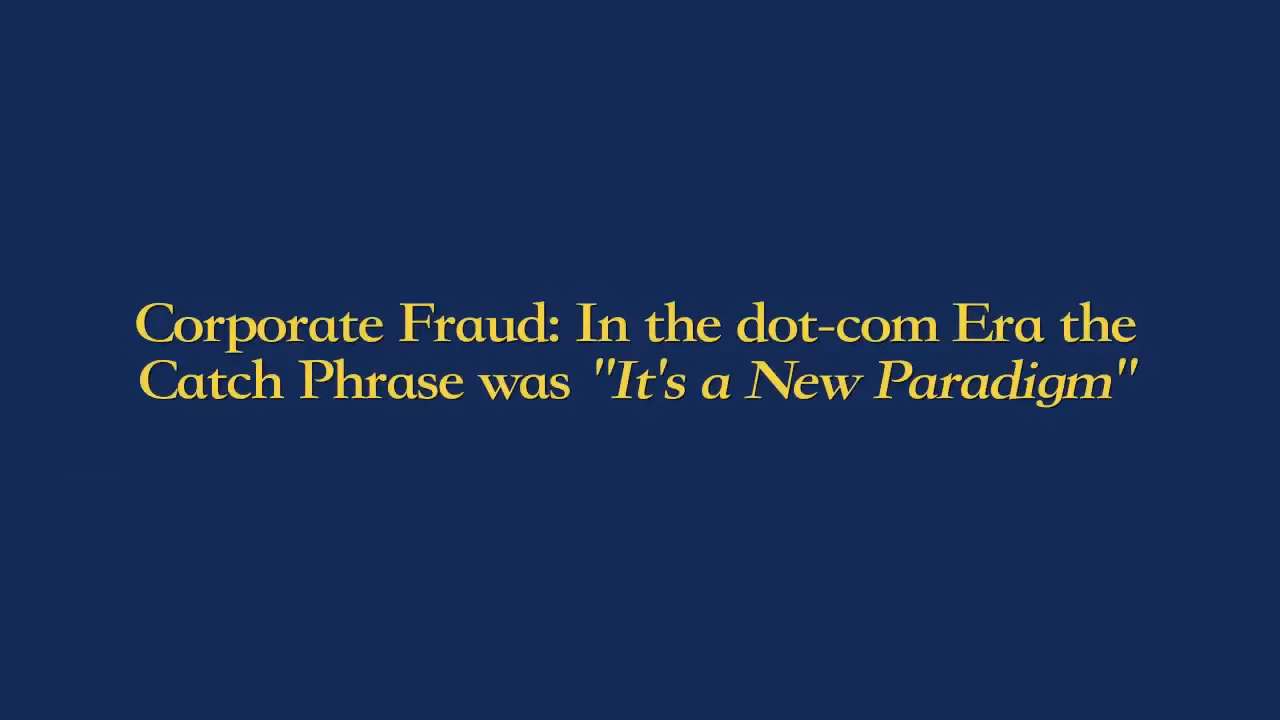 Corporate Fraud: In the dot-com Era the
Catch Phrase was "It's a New Paradigm"